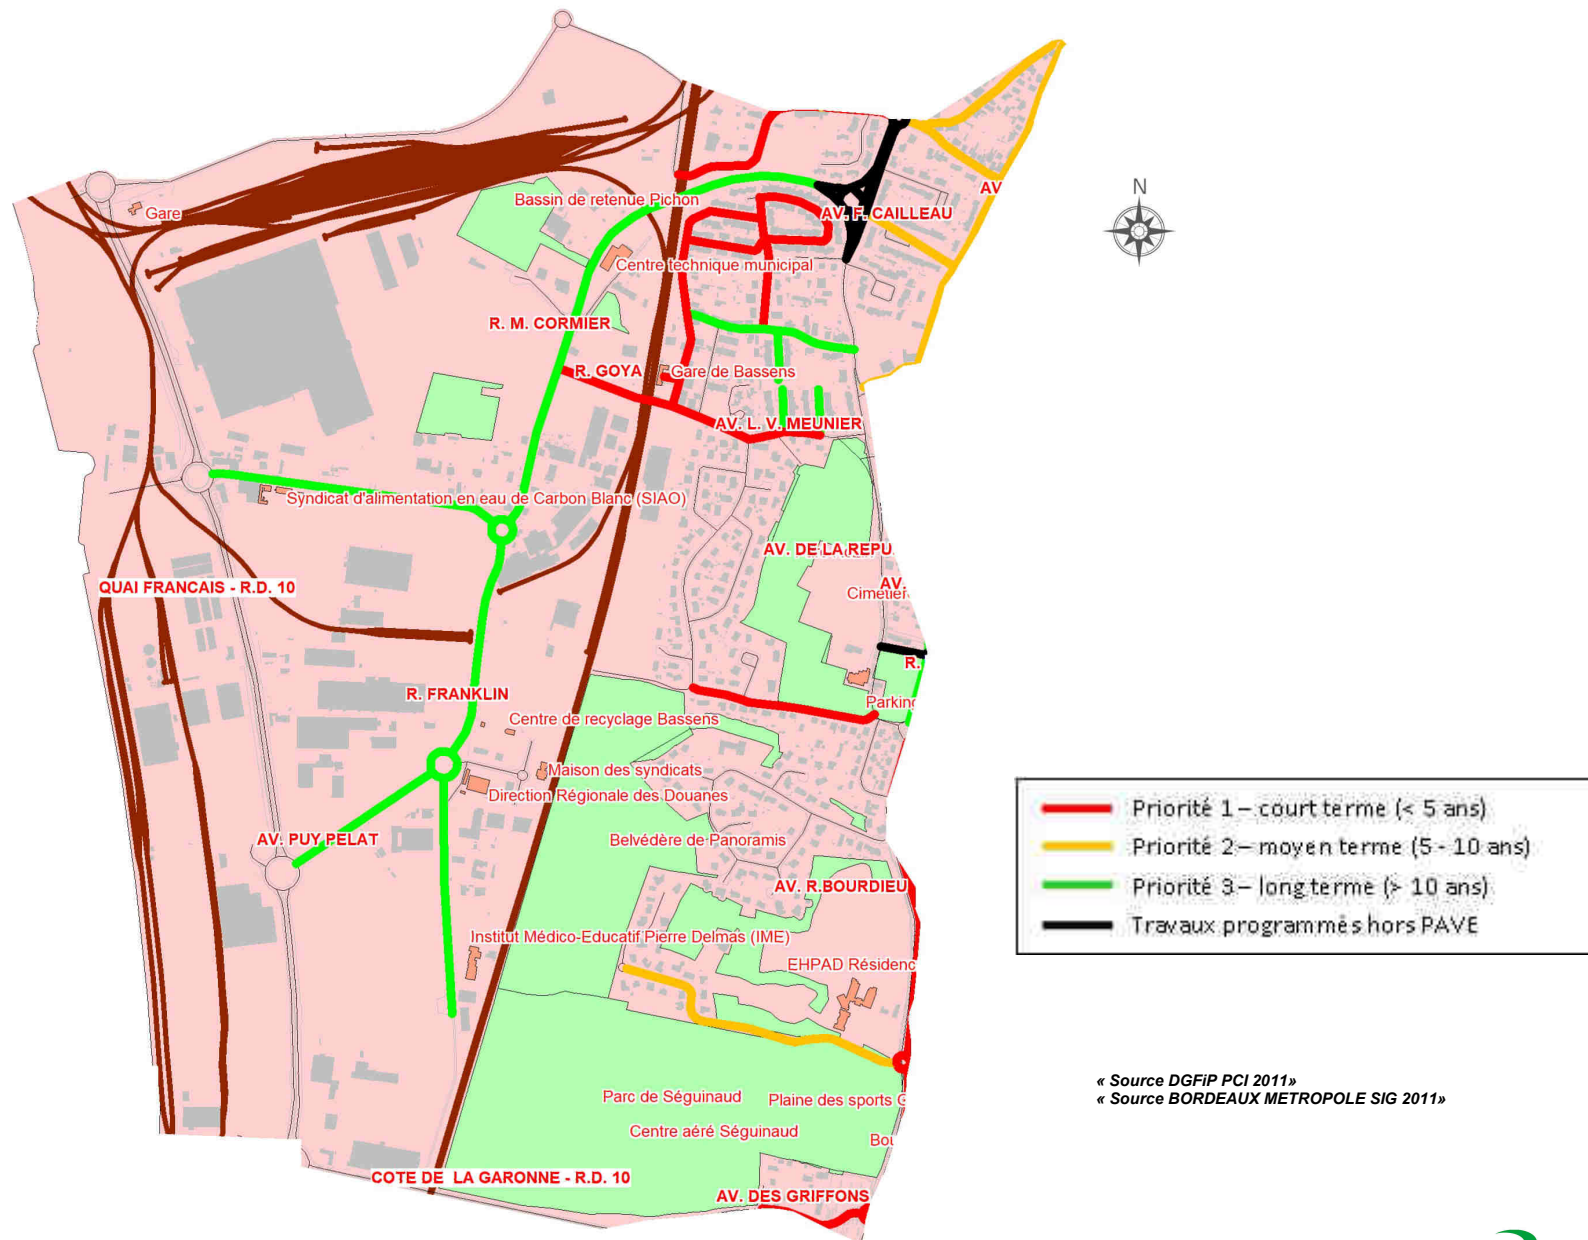 Gare
Bassin de retenue Pichon
AV
AV. F. CAILLEAU
N
Centre technique municipal
R. M. CORMIER
R. GOYA
Gare de Bassens
AV. L. V. MEUNIER
Syndicat d'alimentation en eau de Carbon Blanc (SIAO)
AV. DE LA REPU
AV.
Cimetier
QUAI FRANCAIS - R.D. 10
R.
R. FRANKLIN
Parking
Centre de recyclage Bassens
Maison des syndicats
Direction Régionale des Douanes
AV. PUY PELAT
Belvédère de Panoramis
AV. R.BOURDIEU
Institut Médico-Educatif Pierre Delmas (IME)
EHPAD Résidenc
Parc de Séguinaud
Plaine des sports
Centre aéré Séguinaud
Bou
COTE DE LA GARONNE - R.D. 10
AV. DES GRIFFONS
Priorité 1 – court terme (< 5 ans)
Priorité 2 – moyen terme (5 - 10 ans)
Priorité 3 – long terme (> 10 ans)
Travaux programmés hors PAVE
« Source DGFiP PCI 2011»
« Source BORDEAUX METROPOLE SIG 2011»